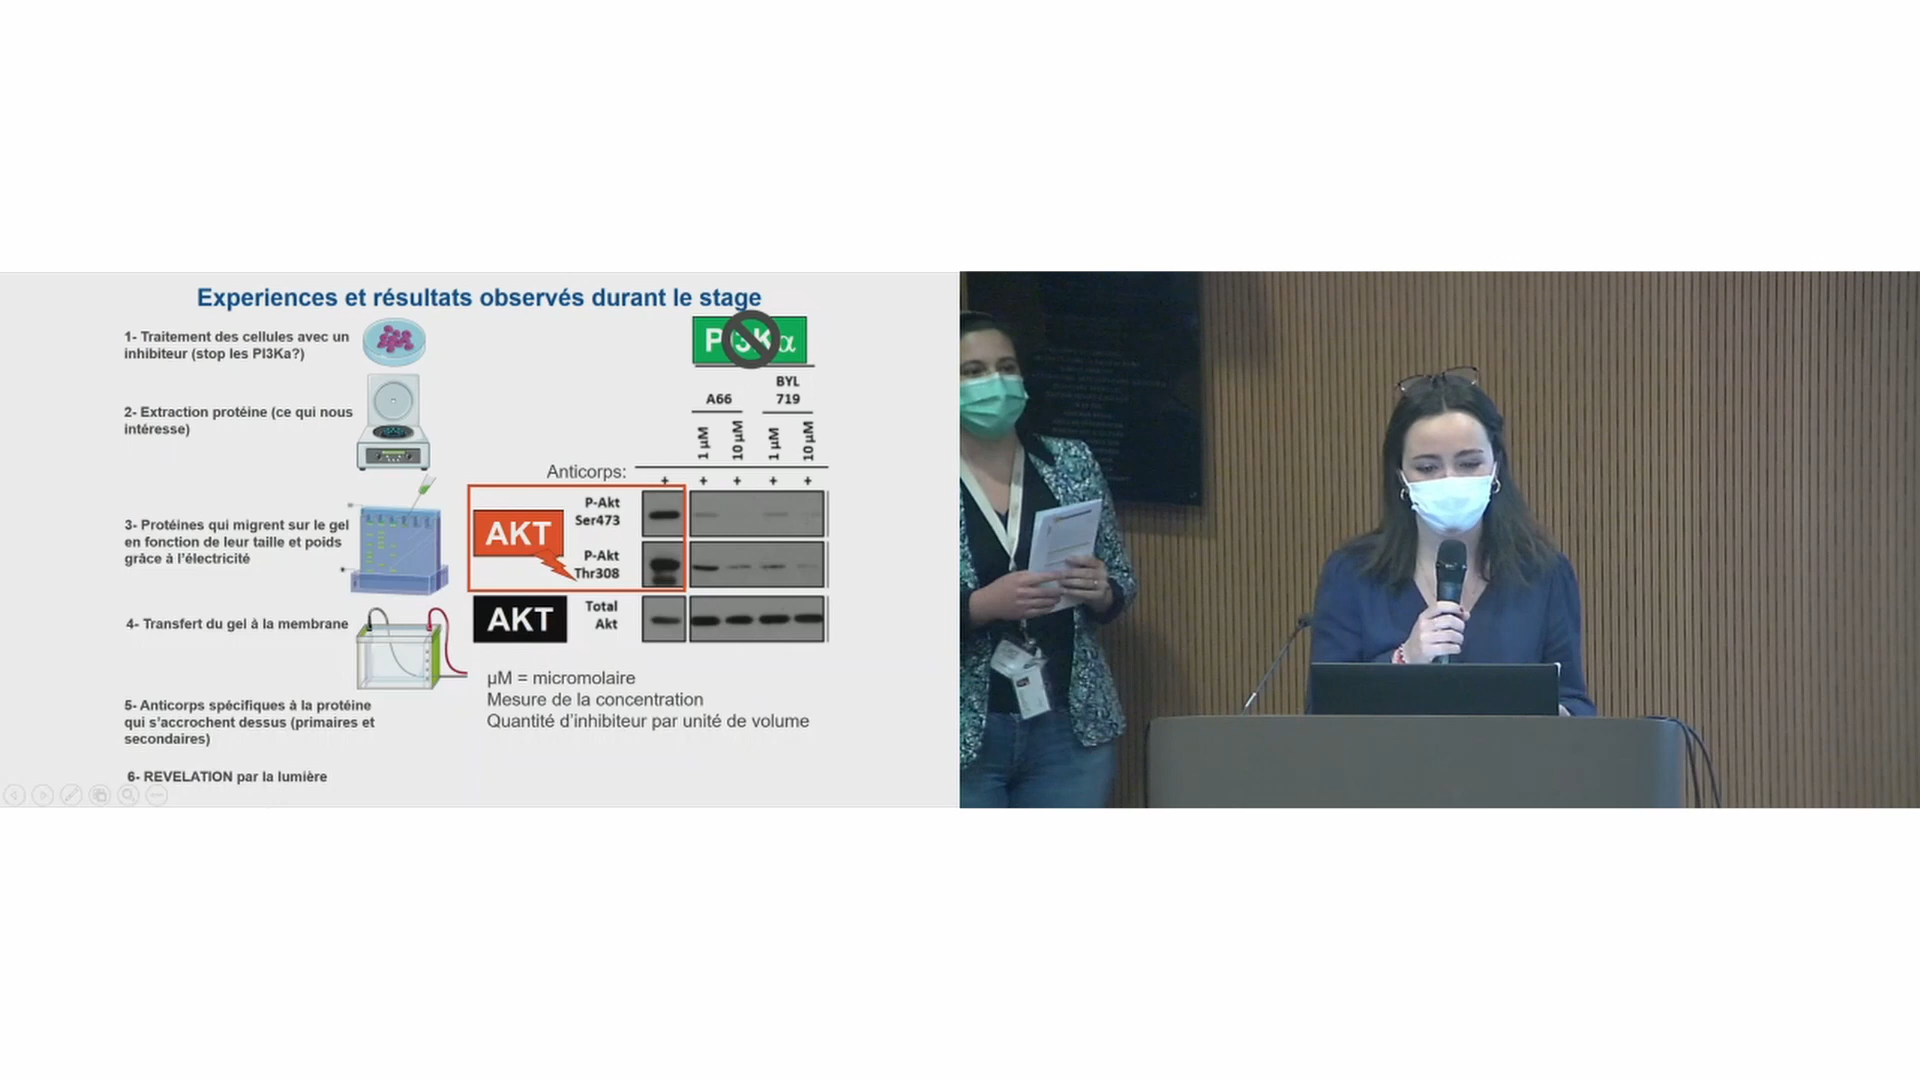 Experiences et résultats observés durant le stage
1- Traitement des cellules avec un
inhibiteur (stop les PI3Ka?)
2- Extraction protéine (ce qui nous
intéresse)
3- Protéines qui migrent sur le gel
en fonction de leur taille et poids
grâce à l'électricité
4- Transfert du gel à la membrane
5- Anticorps spécifiques à la protéine
qui s'accrochent dessus (primaires et
secondaires)
6- REVELATION par la lumière
PI3Kα
A66
BYL
719
1 µM
10 µM
1 µM
10 µM
Anticorps:
+ + + + +
AKT
P-Akt
Ser473
P-Akt
Thr308
AKT
Total
Akt
µM = micromolaire
Mesure de la concentration
Quantité d'inhibiteur par unité de volume